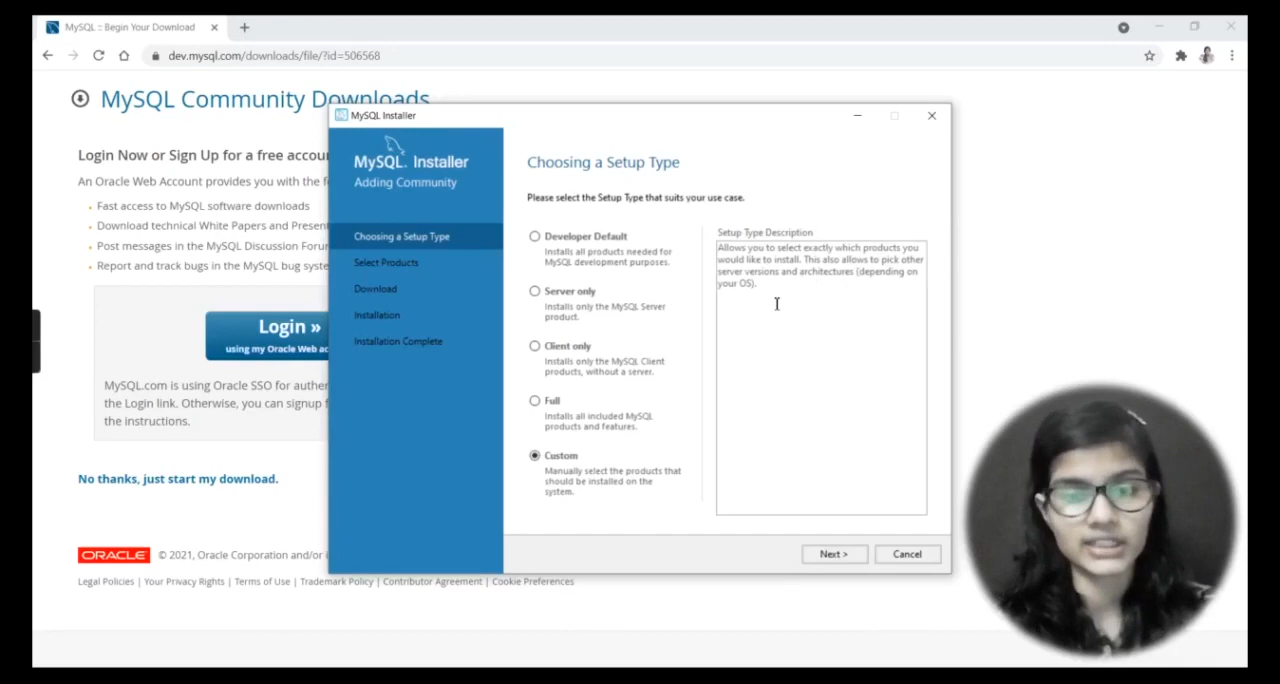 MySQL :: Begin Your Download
dev.mysql.com/downloads/file/?id=506568
MySQL Community Downloads
Login Now or Sign Up for a free accou
An Oracle Web Account provides you with the f
Fast access to MySQL software downloads
Download technical White Papers and Present
Post messages in the MySQL Discussion Foru
Report and track bugs in the MySQL bug syste
Login »
using my Oracle Web ac
MySQL.com is using Oracle SSO for authen
the Login link. Otherwise, you can signup f
the instructions.
No thanks, just start my download.
ORACLE © 2021, Oracle Corporation and/or i
Legal Policies | Your Privacy Rights | Terms of Use | Trademark Policy | Contributor Agreement | Cookie Preferences
MySQL Installer
MySQL. Installer
Adding Community
Choosing a Setup Type
Select Products
Download
Installation
Installation Complete
Choosing a Setup Type
Please select the Setup Type that suits your use case.
Developer Default
Installs all products needed for
MySQL development purposes.
Server only
Installs only the MySQL Server
product.
Client only
Installs only the MySQL Client
products, without a server.
Full
Installs all included MySQL
products and features.
Custom
Manually select the products that
should be installed on the
system.
Setup Type Description
Allows you to select exactly which products you
would like to install. This also allows to pick other
server versions and architectures (depending on
your OS).
Next >
Cancel